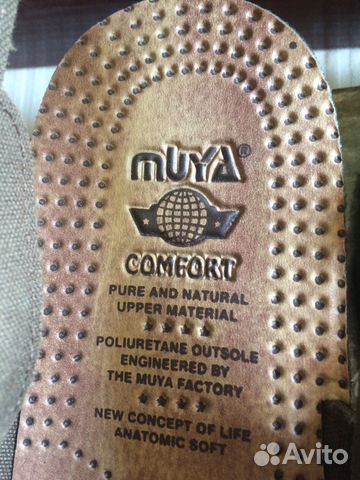 MUYA®
COMFORT
PURE AND NATURAL
UPPER MATERIAL
★ ★ ★ ★
POLIURETANE OUTSOLE
ENGINEERED BY
THE MUYA FACTORY
★ ★ ★ ★
NEW CONCEPT OF LIFE
ANATOMIC SOFT
Avito